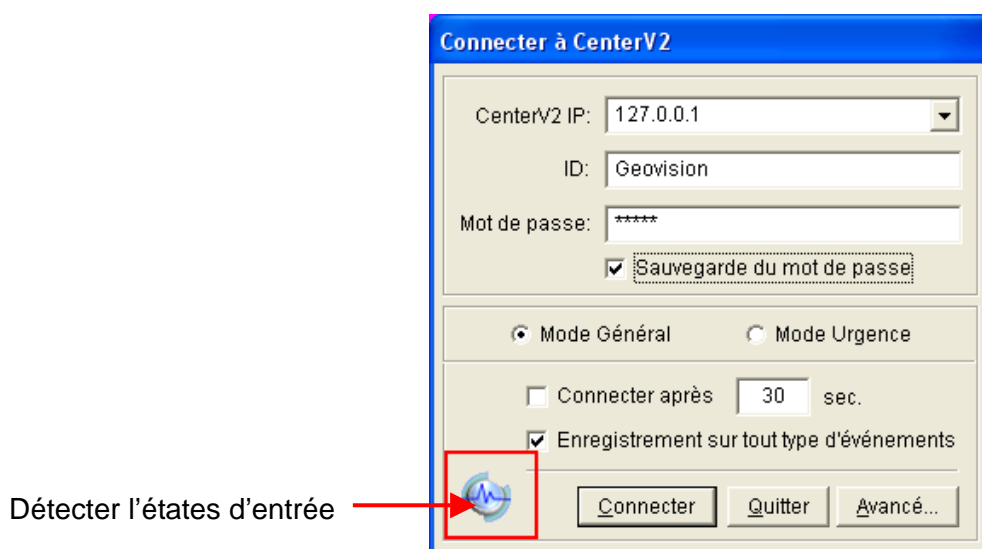 Connecter à CenterV2
CenterV2 IP: 127.0.0.1
ID: Geovision
Mot de passe: *****
Sauvegarde du mot de passe
Mode Général Mode Urgence
Connecter après 30 sec.
Enregistrement sur tout type d'événements
Détecter l’étates d’entrée
Connecter Quitter Avancé...